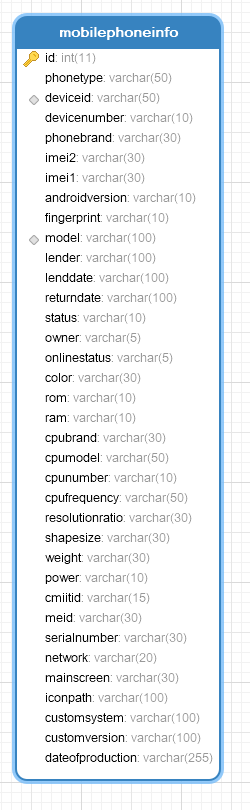 mobilephoneinfo
id: int(11)
phonetype: varchar(50)
deviceid: varchar(50)
devicenumber: varchar(10)
phonebrand: varchar(30)
imei2: varchar(30)
imei1: varchar(30)
androidversion: varchar(10)
fingerprint: varchar(10)
model: varchar(100)
lender: varchar(100)
lenddate: varchar(100)
returndate: varchar(100)
status: varchar(10)
owner: varchar(5)
onlinestatus: varchar(5)
color: varchar(30)
rom: varchar(10)
ram: varchar(10)
cpubrand: varchar(30)
cpumodel: varchar(50)
cpunumber: varchar(10)
cpufrequency: varchar(50)
resolutionratio: varchar(30)
shapesize: varchar(30)
weight: varchar(30)
power: varchar(10)
cmiitid: varchar(15)
meid: varchar(30)
serialnumber: varchar(30)
network: varchar(20)
mainscreen: varchar(30)
iconpath: varchar(100)
customsystem: varchar(100)
customversion: varchar(100)
dateofproduction: varchar(255)